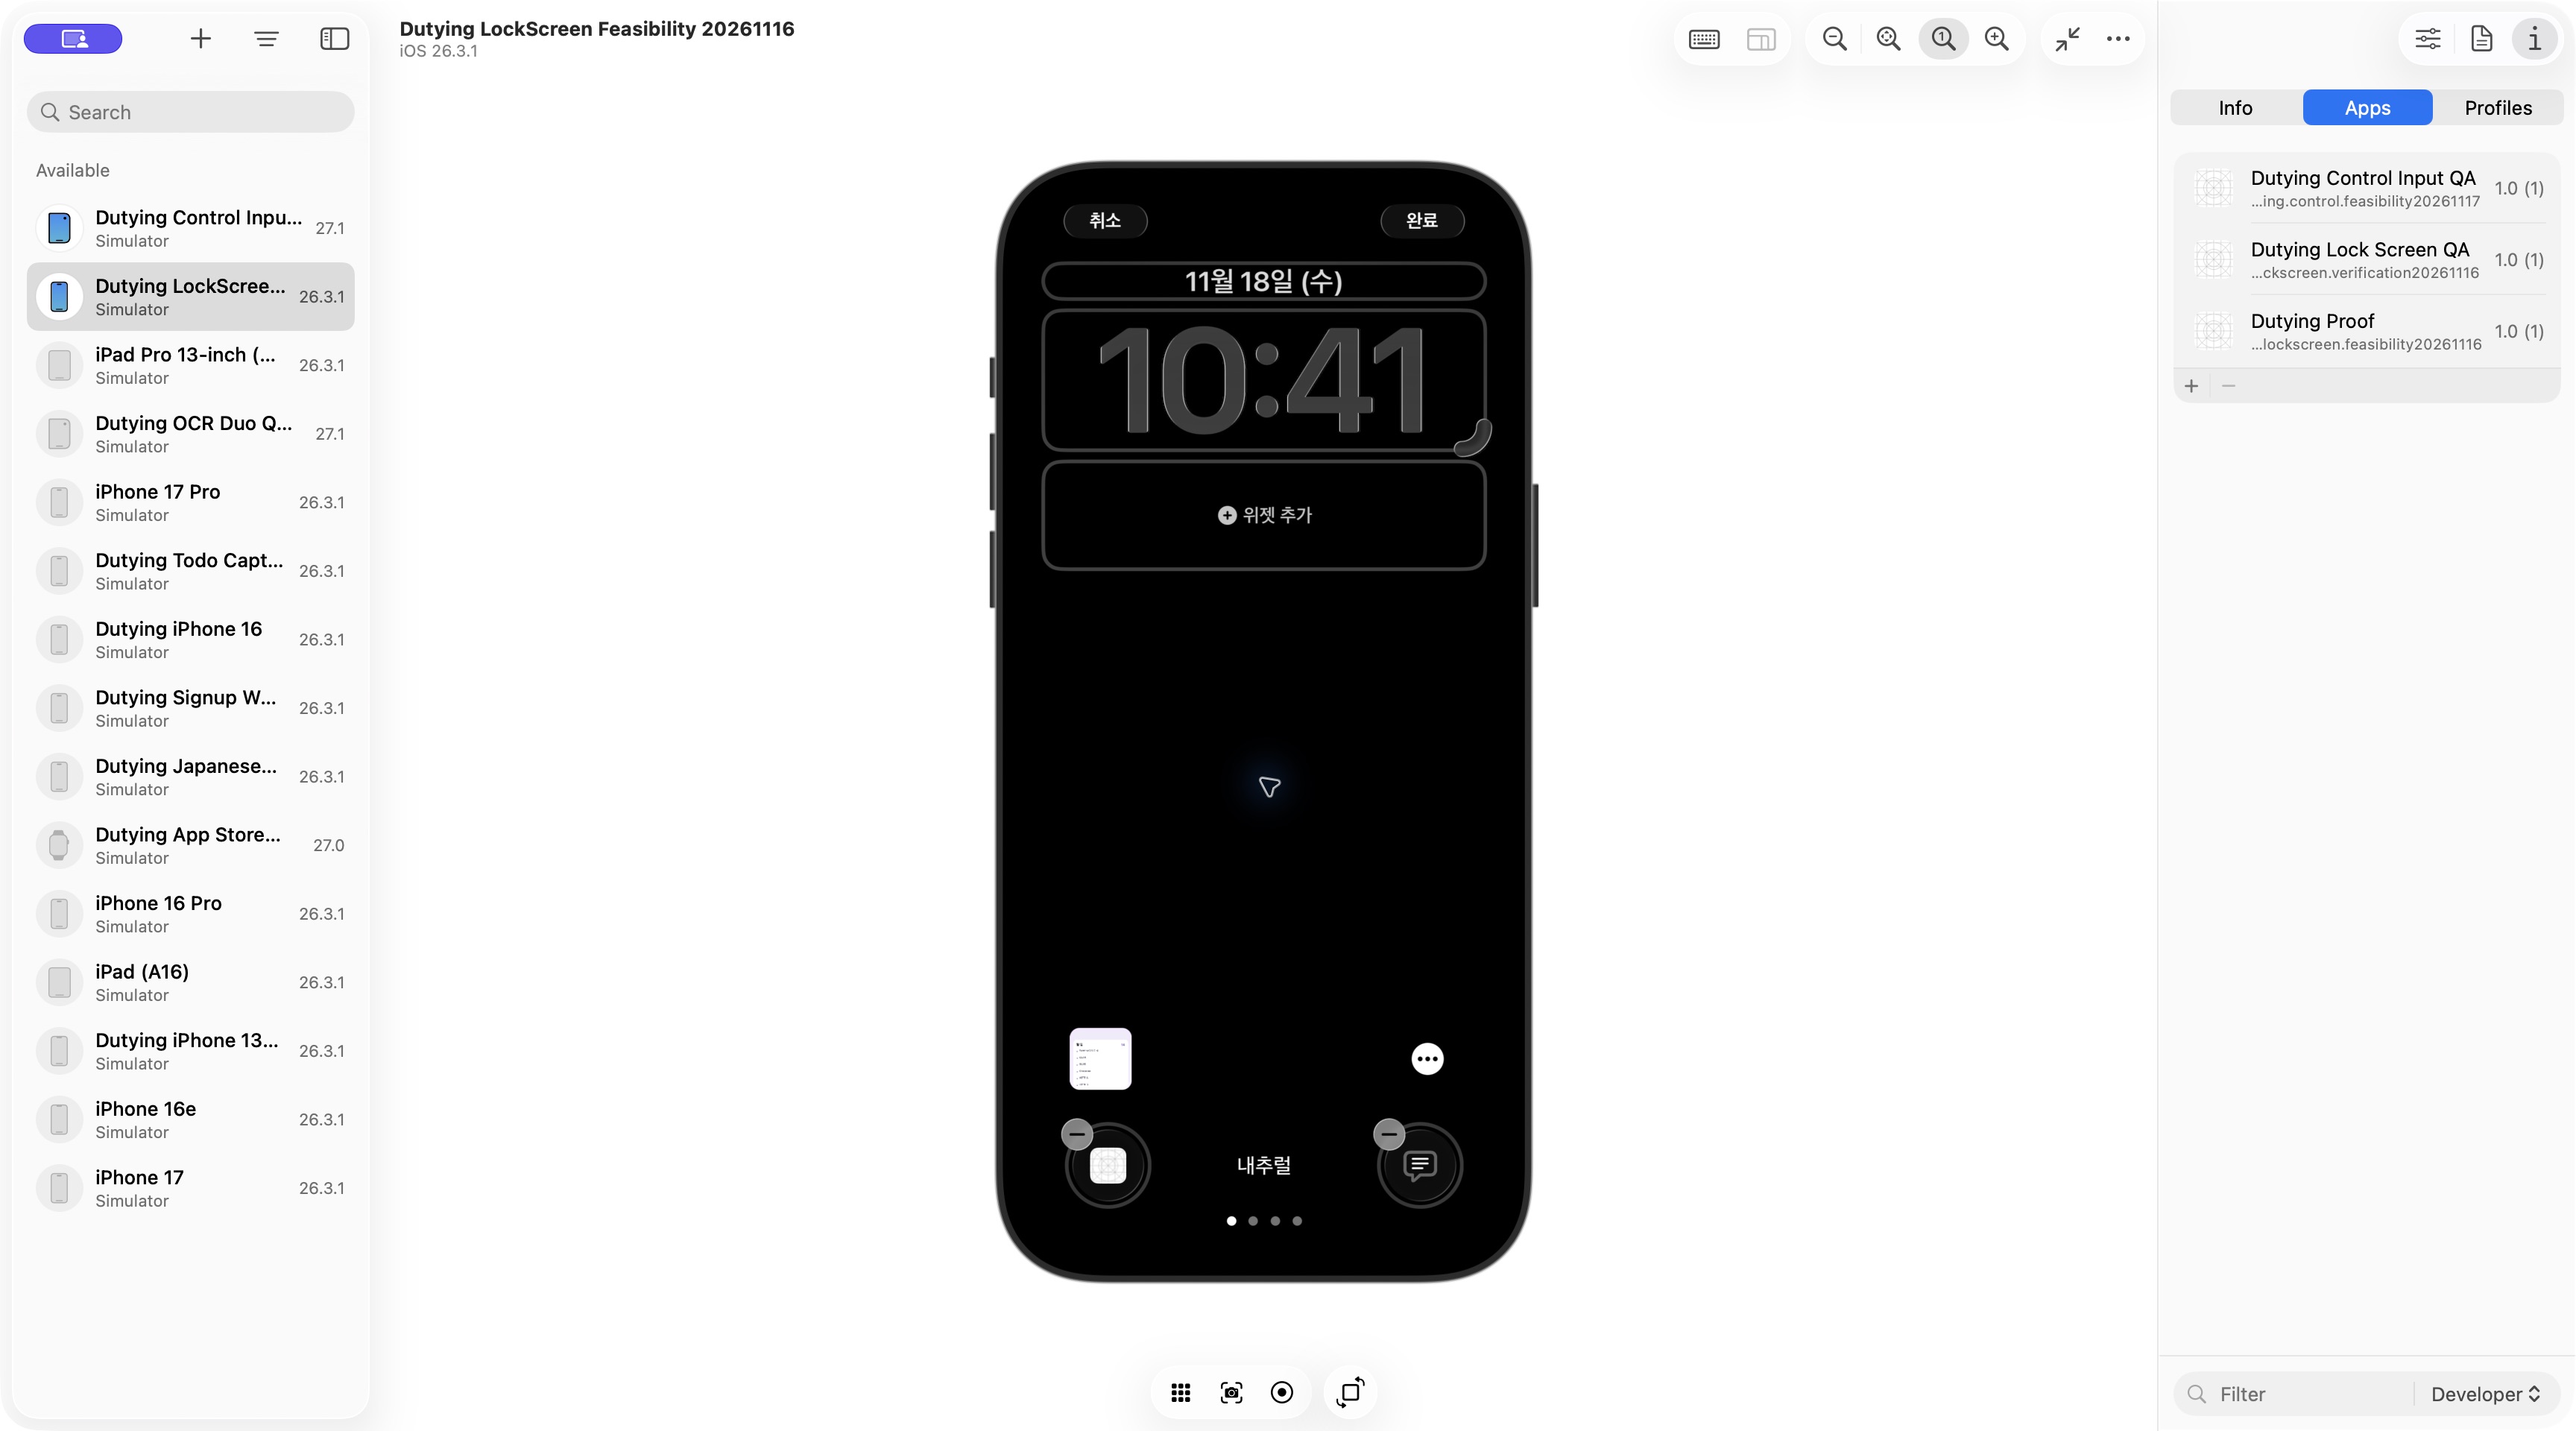 Dutying LockScreen Feasibility 20261116
iOS 26.3.1
Search
Available
Dutying Control Inpu...
Simulator
27.1
Dutying LockScree...
Simulator
26.3.1
iPad Pro 13-inch (...
Simulator
26.3.1
Dutying OCR Duo Q...
Simulator
27.1
iPhone 17 Pro
Simulator
26.3.1
Dutying Todo Capt...
Simulator
26.3.1
Dutying iPhone 16
Simulator
26.3.1
Dutying Signup W...
Simulator
26.3.1
Dutying Japanese...
Simulator
26.3.1
Dutying App Store...
Simulator
27.0
iPhone 16 Pro
Simulator
26.3.1
iPad (A16)
Simulator
26.3.1
Dutying iPhone 13...
Simulator
26.3.1
iPhone 16e
Simulator
26.3.1
iPhone 17
Simulator
26.3.1
취소
완료
11월 18일 (수)
10:41
위젯 추가
내추럴
Info
Apps
Profiles
Dutying Control Input QA
...ing.control.feasibility20261117
1.0 (1)
Dutying Lock Screen QA
...ckscreen.verification20261116
1.0 (1)
Dutying Proof
...lockscreen.feasibility20261116
1.0 (1)
Filter
Developer